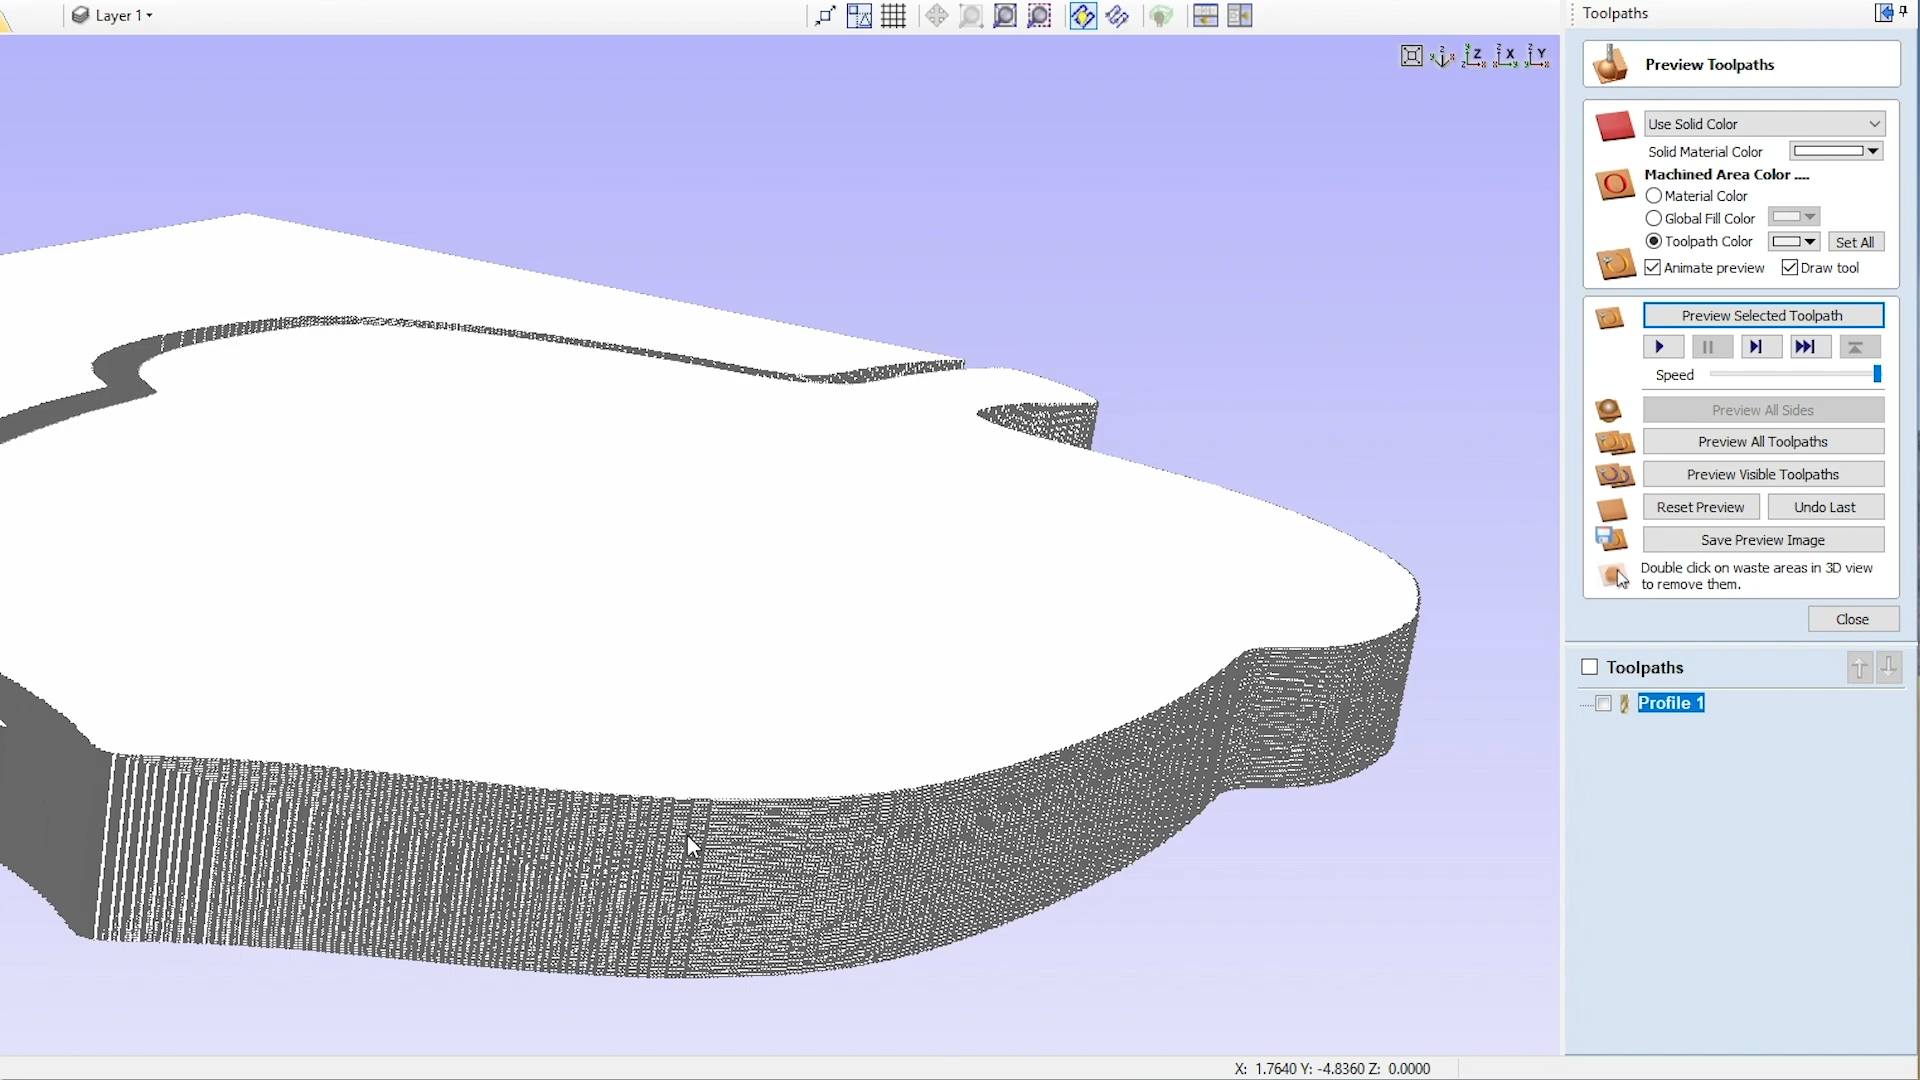 Layer 1
Toolpaths
Z
X
Y
Preview Toolpaths
Use Solid Color
Solid Material Color
Machined Area Color ....
Material Color
Global Fill Color
Toolpath Color
Set All
Animate preview
Draw tool
Preview Selected Toolpath
Speed
Preview All Sides
Preview All Toolpaths
Preview Visible Toolpaths
Reset Preview
Undo Last
Save Preview Image
Double click on waste areas in 3D view
to remove them.
Close
Toolpaths
Profile 1
X: 1.7640 Y: -4.8360 Z: 0.0000